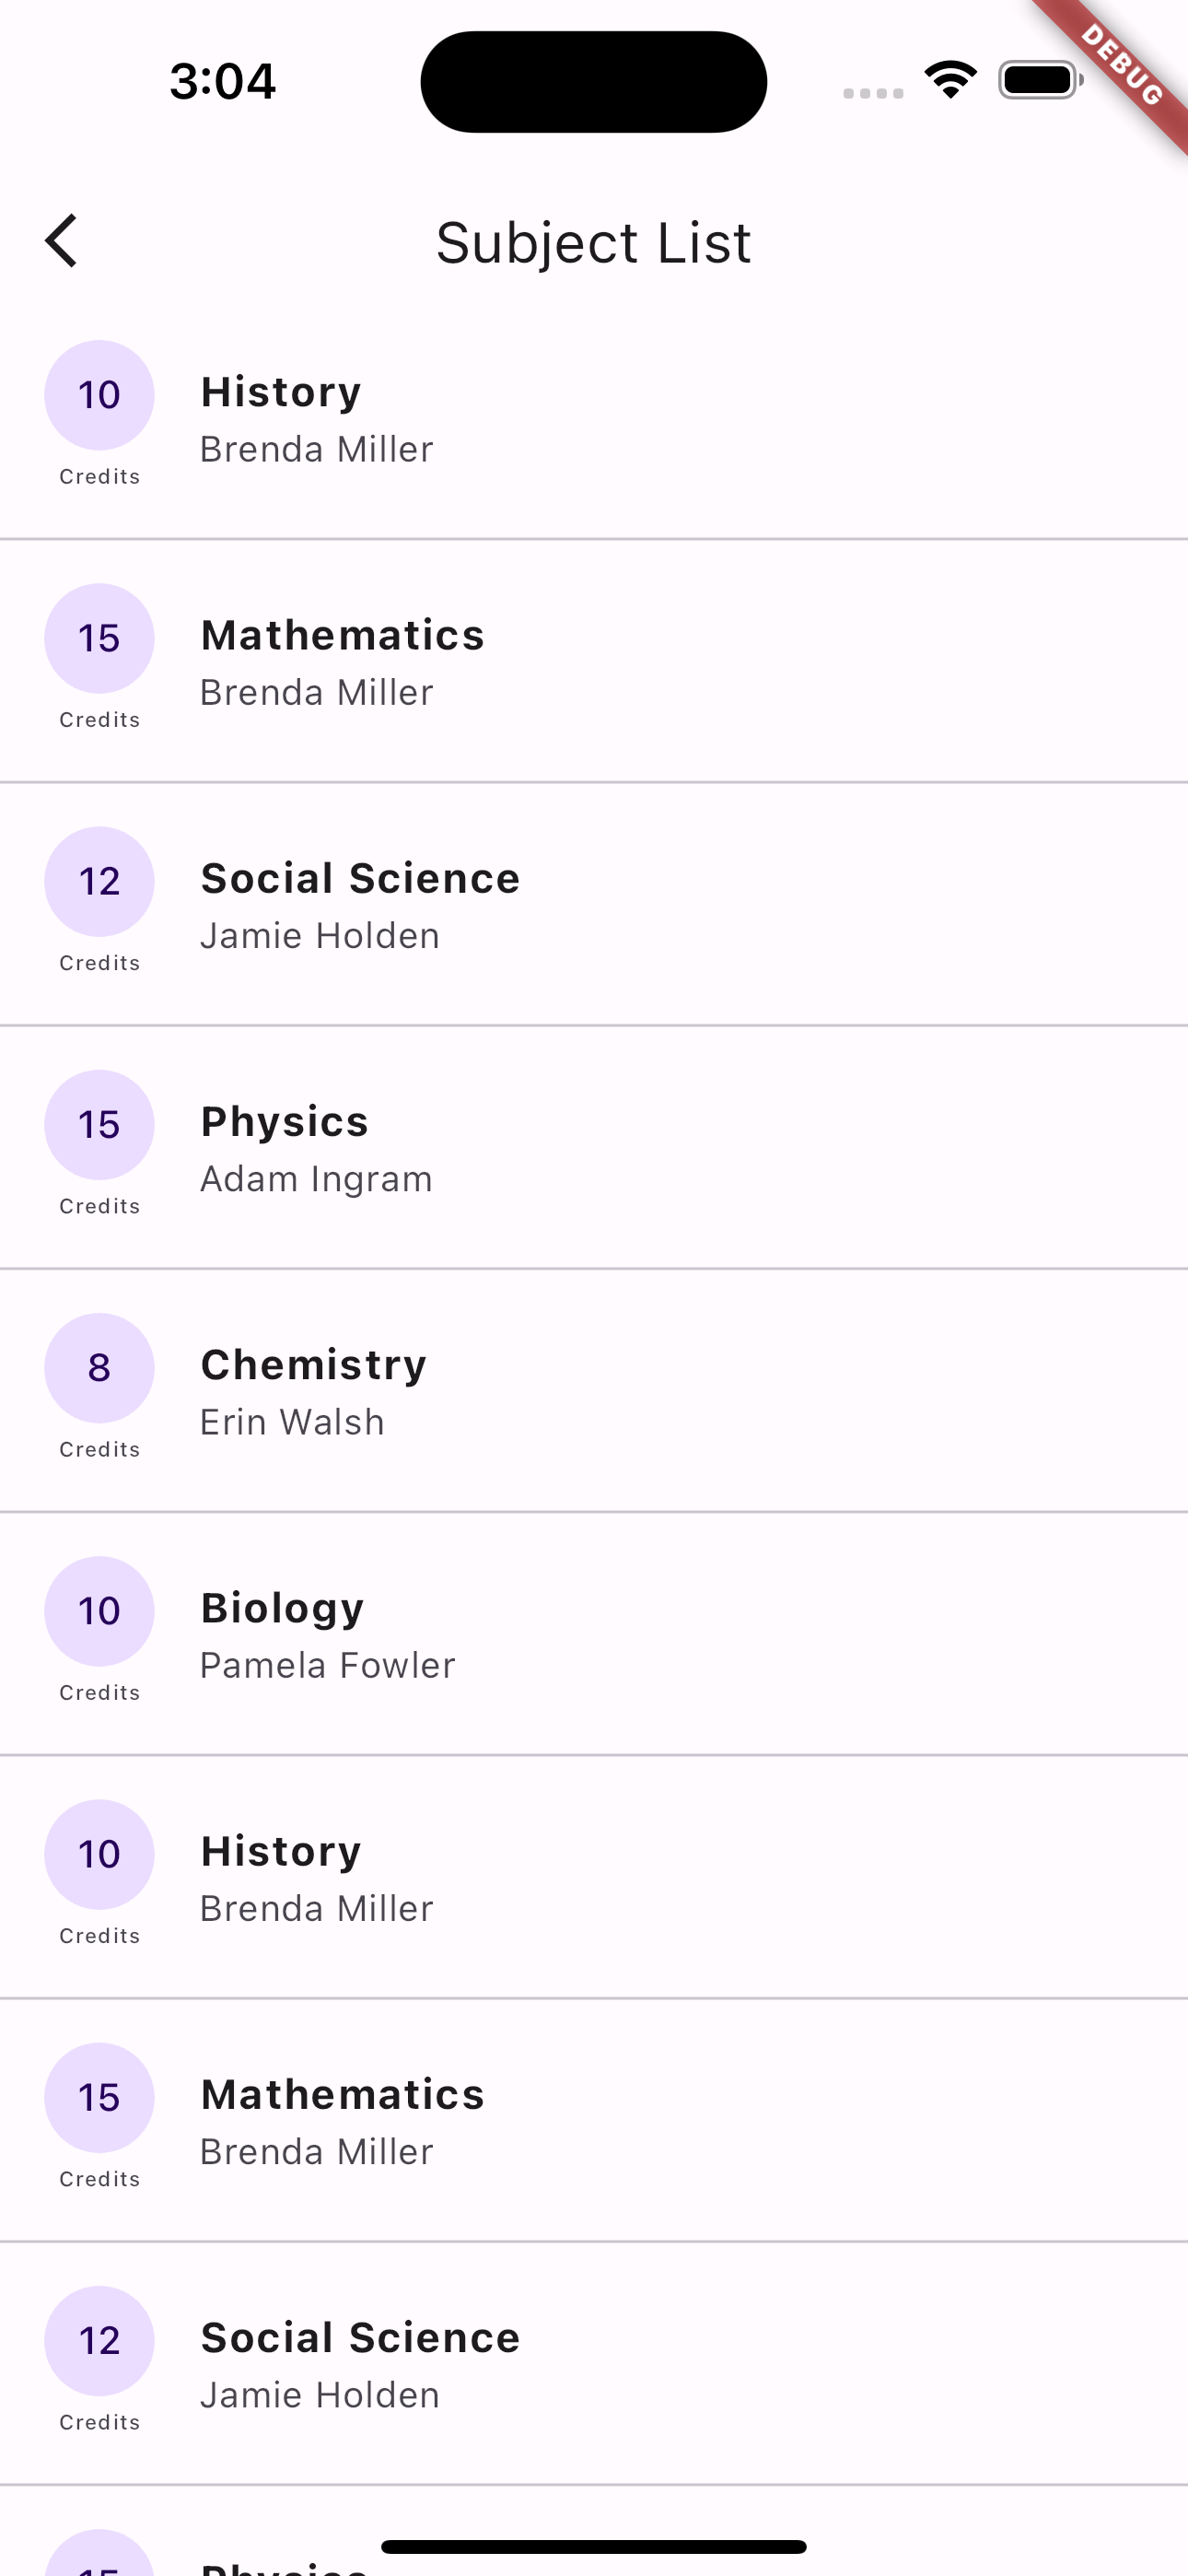 3:04
DEBUG
Subject List
10
History
Brenda Miller
Credits
15
Mathematics
Brenda Miller
Credits
12
Social Science
Jamie Holden
Credits
15
Physics
Adam Ingram
Credits
8
Chemistry
Erin Walsh
Credits
10
Biology
Pamela Fowler
Credits
10
History
Brenda Miller
Credits
15
Mathematics
Brenda Miller
Credits
12
Social Science
Jamie Holden
Credits
15
Physics